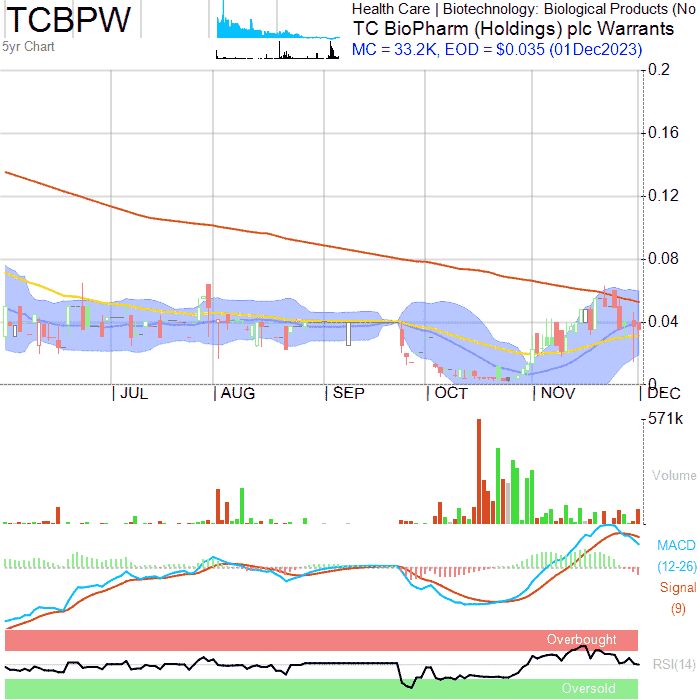 TCBPW
5yr Chart
Health Care | Biotechnology: Biological Products (No
TC BioPharm (Holdings) plc Warrants
MC = 33.2K, EOD = $0.035 (01Dec2023)
0.2
0.16
0.12
0.08
0.04
0
JUL
AUG
SEP
OCT
NOV
DEC
571k
Volume
MACD
(12-26)
Signal
(9)
Overbought
RSI(14)
Oversold